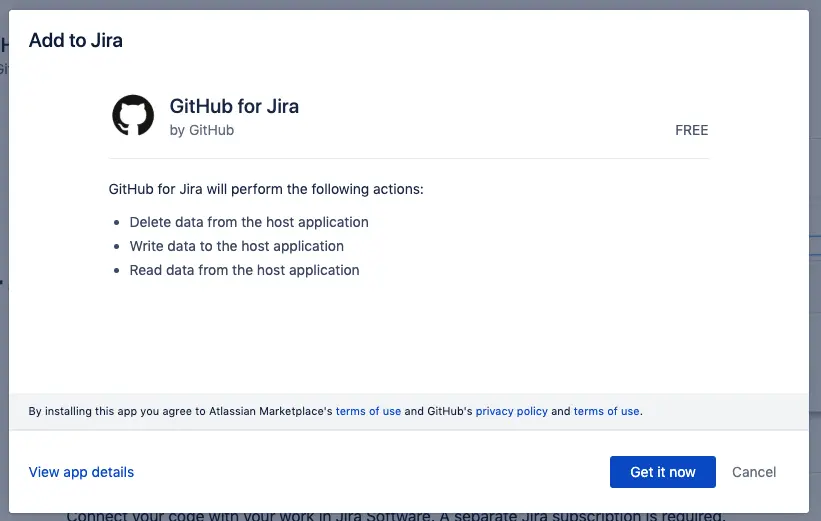 Add to Jira
GitHub for Jira
by GitHub
FREE
GitHub for Jira will perform the following actions:
• Delete data from the host application
• Write data to the host application
• Read data from the host application
By installing this app you agree to Atlassian Marketplace's terms of use and GitHub's privacy policy and terms of use.
View app details
Get it now
Cancel
Connect your code with your work in Jira Software. A separate Jira subscription is required.